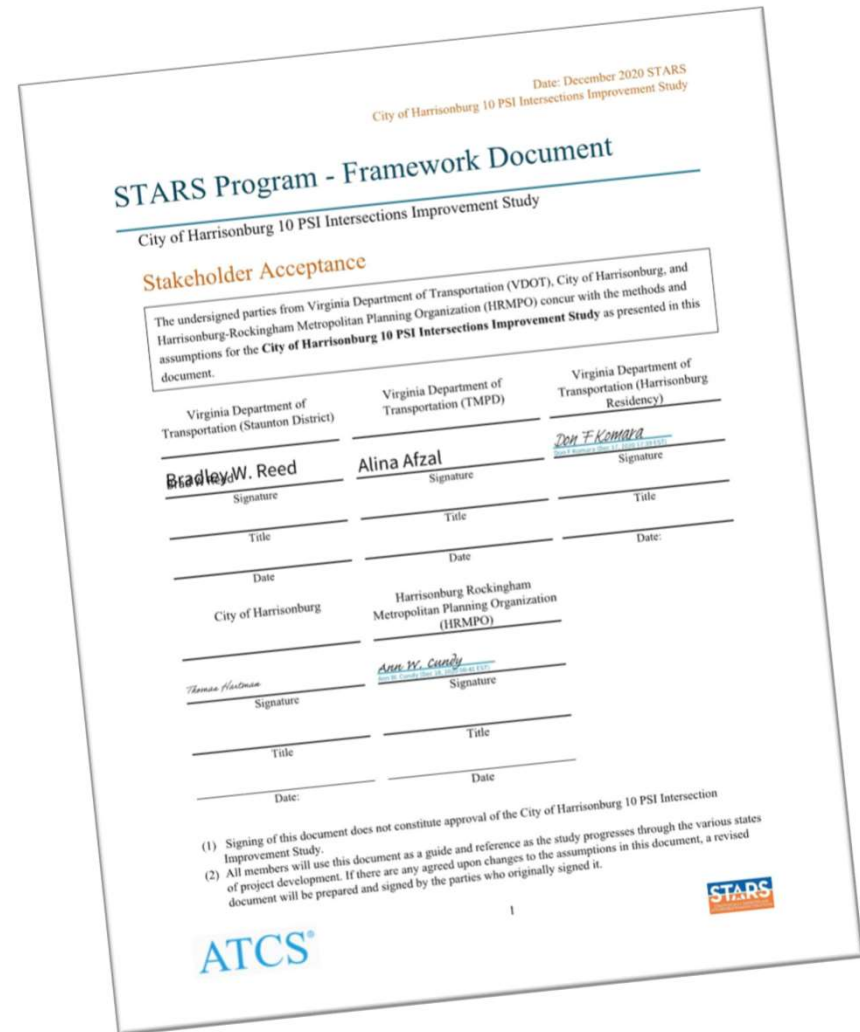 Date: December 2020 STARS
City of Harrisonburg 10 PSI Intersections Improvement Study
STARS Program - Framework Document
City of Harrisonburg 10 PSI Intersections Improvement Study
Stakeholder Acceptance
The undersigned parties from Virginia Department of Transportation (VDOT), City of Harrisonburg, and
Harrisonburg-Rockingham Metropolitan Planning Organization (HRMPO) concur with the methods and
assumptions for the City of Harrisonburg 10 PSI Intersections Improvement Study as presented in this
document.
Virginia Department of
Transportation (Staunton District)
Virginia Department of
Transportation (TMPD)
Virginia Department of
Transportation (Harrisonburg
Residency)
Bradley W. Reed
Alina Afzal
Don F Komara
Signature
Signature
Signature
Title
Title
Title
Date
Date
Date:
City of Harrisonburg
Harrisonburg Rockingham
Metropolitan Planning Organization
(HRMPO)
Thomas Hartman
Ann W. Cundy
Signature
Signature
Title
Title
Date:
Date
(1) Signing of this document does not constitute approval of the City of Harrisonburg 10 PSI Intersection
Improvement Study.
(2) All members will use this document as a guide and reference as the study progresses through the various states
of project development. If there are any agreed upon changes to the assumptions in this document, a revised
document will be prepared and signed by the parties who originally signed it.
1
ATCS®
STARS